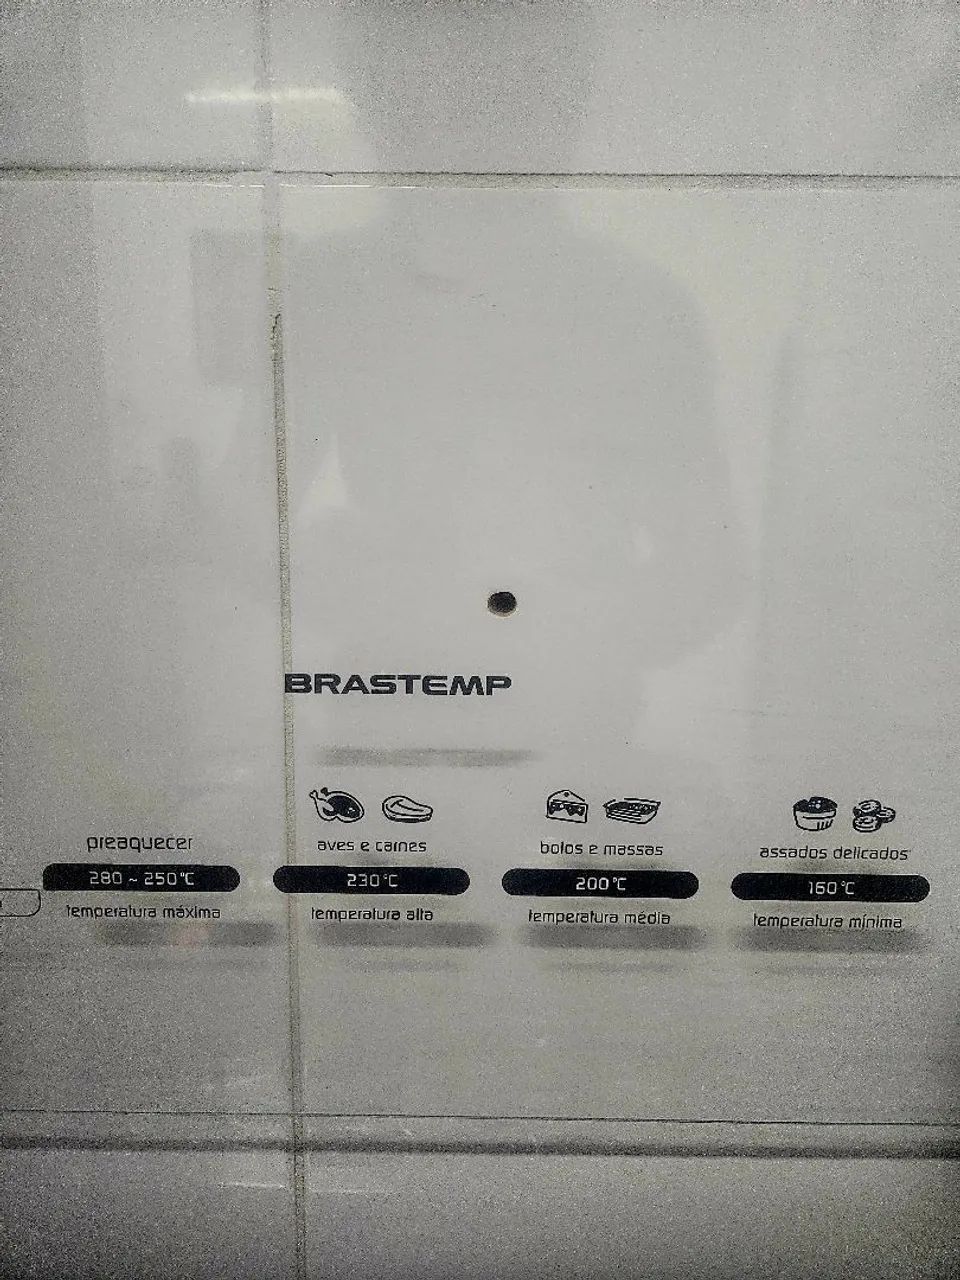 BRASTEMP
preaquecer
280 ~ 250°C
temperatura máxima
aves e carnes
230°C
temperatura alta
bolos e massas
200°C
temperatura média
assados delicados
160°C
temperatura mínima